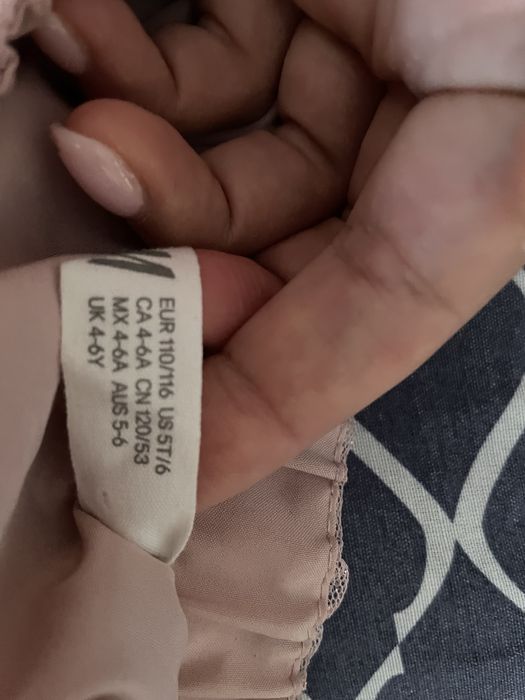 EUR 110/116 US 5T/6
CA 4-6A CN 120/53
MX 4-6A AUS 5-6
UK 4-6Y